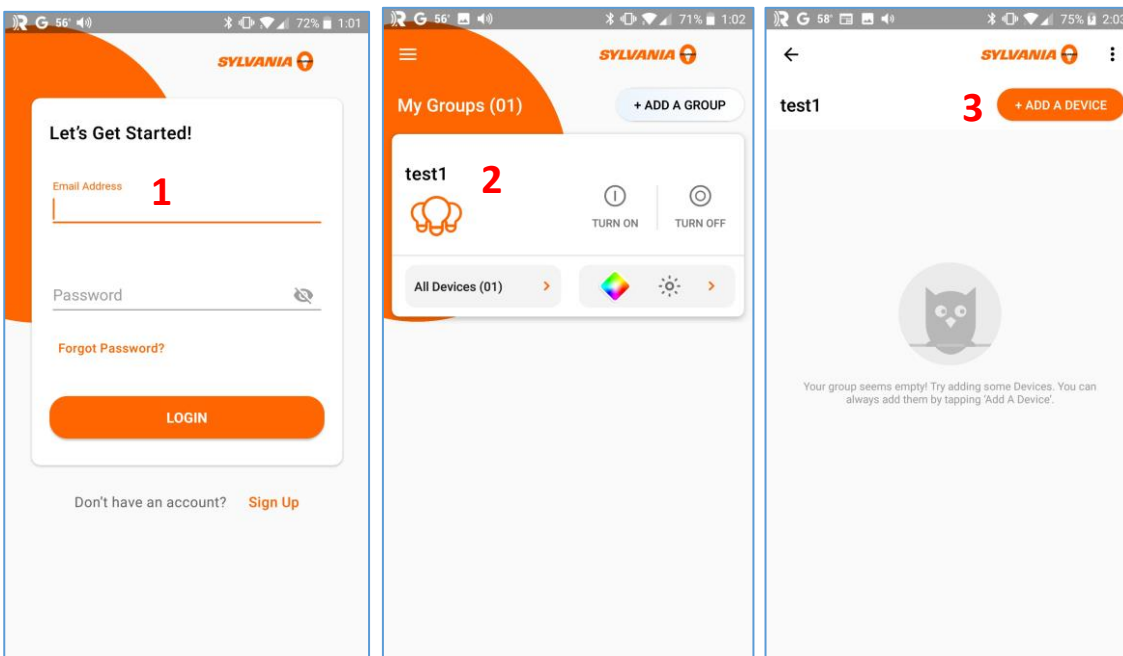 G 56° 72% 1:01
SYLVANIA
Let's Get Started!
Email Address
1
Password
Forgot Password?
LOGIN
Don't have an account? Sign Up
G 56° 71% 1:02
SYLVANIA
My Groups (01)
+ ADD A GROUP
test1
2
TURN ON
TURN OFF
All Devices (01)
G 58° 75% 2:03
SYLVANIA
test1
3
+ ADD A DEVICE
Your group seems empty! Try adding some Devices. You can
always add them by tapping 'Add A Device'.